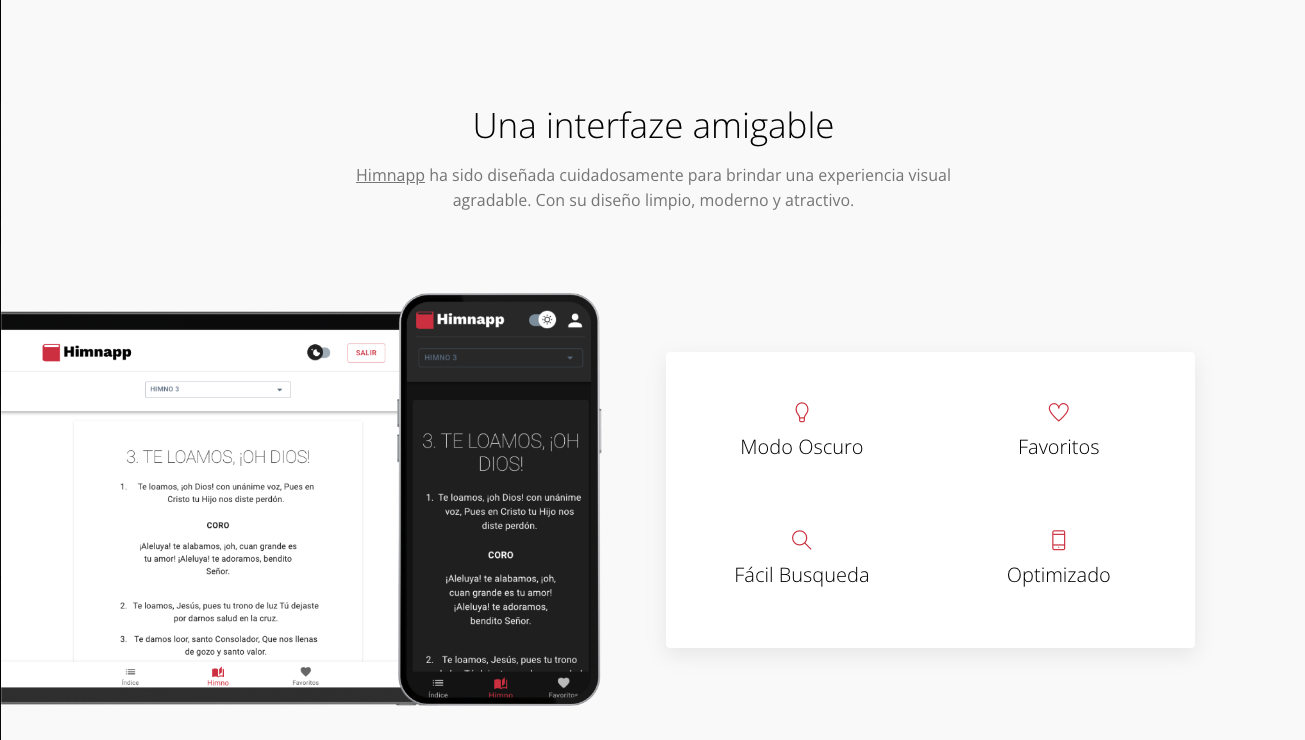 Una interfaze amigable
Himnapp ha sido diseñada cuidadosamente para brindar una experiencia visual
agradable. Con su diseño limpio, moderno y atractivo.
Himnapp
SALIR
HIMNO 3
3. TE LOAMOS, ¡OH DIOS!
1. Te loamos, ¡oh Dios! con unánime voz, Pues en
Cristo tu Hijo nos diste perdón.
CORO
¡Aleluya! te alabamos, ¡oh, cuan grande es
tu amor! ¡Aleluya! te adoramos, bendito
Señor.
2. Te loamos, Jesús, pues tu trono de luz Tú dejaste
por darnos salud en la cruz.
3. Te damos loor, santo Consolador, Que nos llenas
de gozo y santo valor.
Índice
Himno
Favoritos
Himnapp
HIMNO 3
3. TE LOAMOS, ¡OH
DIOS!
1. Te loamos, ¡oh Dios! con unánime
voz, Pues en Cristo tu Hijo nos
diste perdón.
CORO
¡Aleluya! te alabamos, ¡oh,
cuan grande es tu amor!
¡Aleluya! te adoramos,
bendito Señor.
2. Te loamos, Jesús, pues tu trono
Índice
Himno
Favoritos
Modo Oscuro
Favoritos
Fácil Busqueda
Optimizado